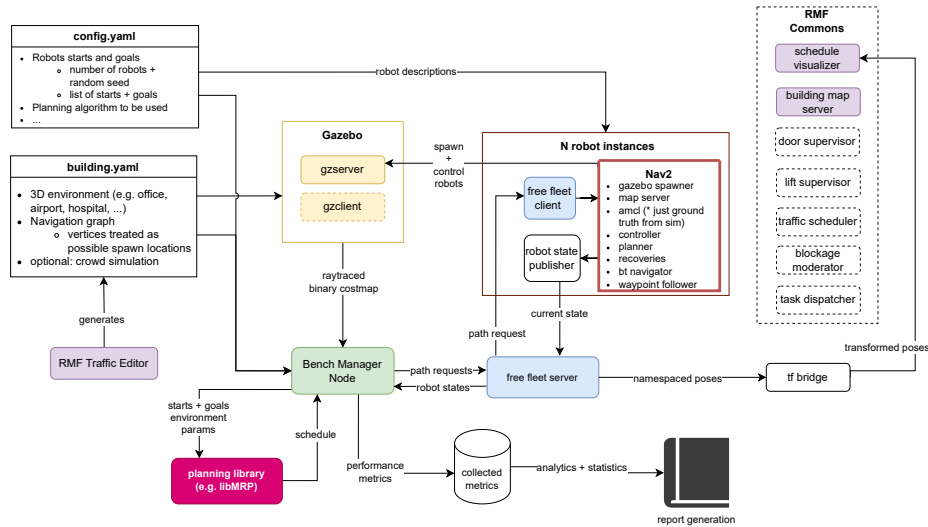 config.yaml
• Robots starts and goals
○ number of robots +
random seed
○ list of starts + goals
• Planning algorithm to be used
• ...
building.yaml
• 3D environment (e.g. office,
airport, hospital, ...)
• Navigation graph
○ vertices treated as
possible spawn locations
• optional: crowd simulation
generates
RMF Traffic Editor
robot descriptions
Gazebo
gzserver
gzclient
spawn
+
control
robots
raytraced
binary costmap
N robot instances
free fleet
client
robot state
publisher
Nav2
• gazebo spawner
• map server
• amcl (* just ground
truth from sim)
• controller
• planner
• recoveries
• bt navigator
• waypoint follower
RMF
Commons
schedule
visualizer
building map
server
door supervisor
lift supervisor
traffic scheduler
blockage
moderator
task dispatcher
current state
path request
transformed poses
Bench Manager
Node
path requests
robot states
free fleet server
namespaced poses
tf bridge
starts + goals
environment
params
schedule
planning library
(e.g. libMRP)
performance
metrics
collected
metrics
analytics + statistics
report generation